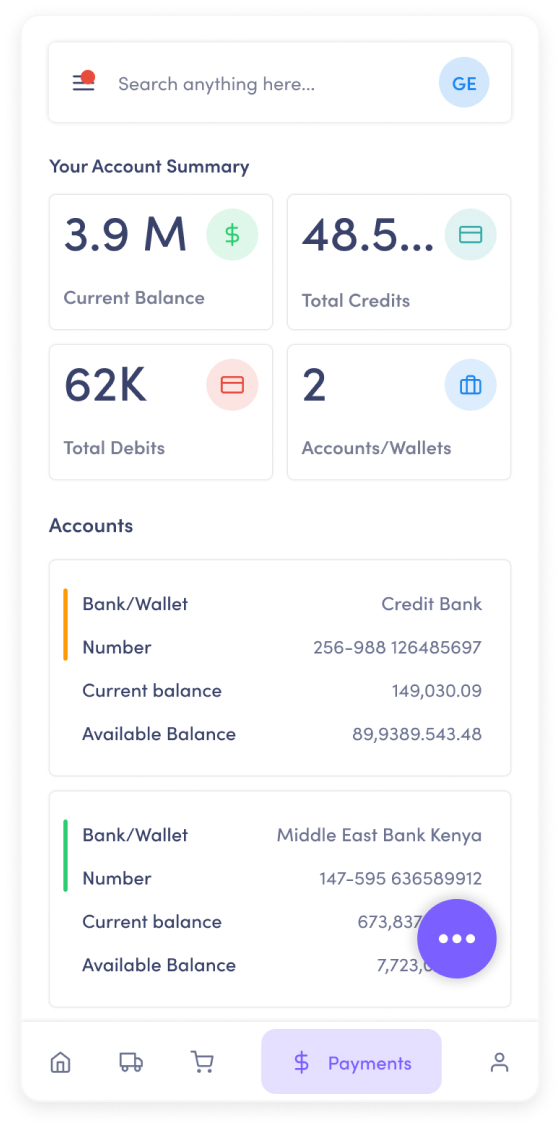 Search anything here...
GE
Your Account Summary
3.9 M
48.5...
Current Balance
Total Credits
62K
2
Total Debits
Accounts/Wallets
Accounts
Bank/Wallet Credit Bank
Number 256-988 126485697
Current balance 149,030.09
Available Balance 89,9389.543.48
Bank/Wallet Middle East Bank Kenya
Number 147-595 636589912
Current balance 673,837
Available Balance 7,723,
Payments